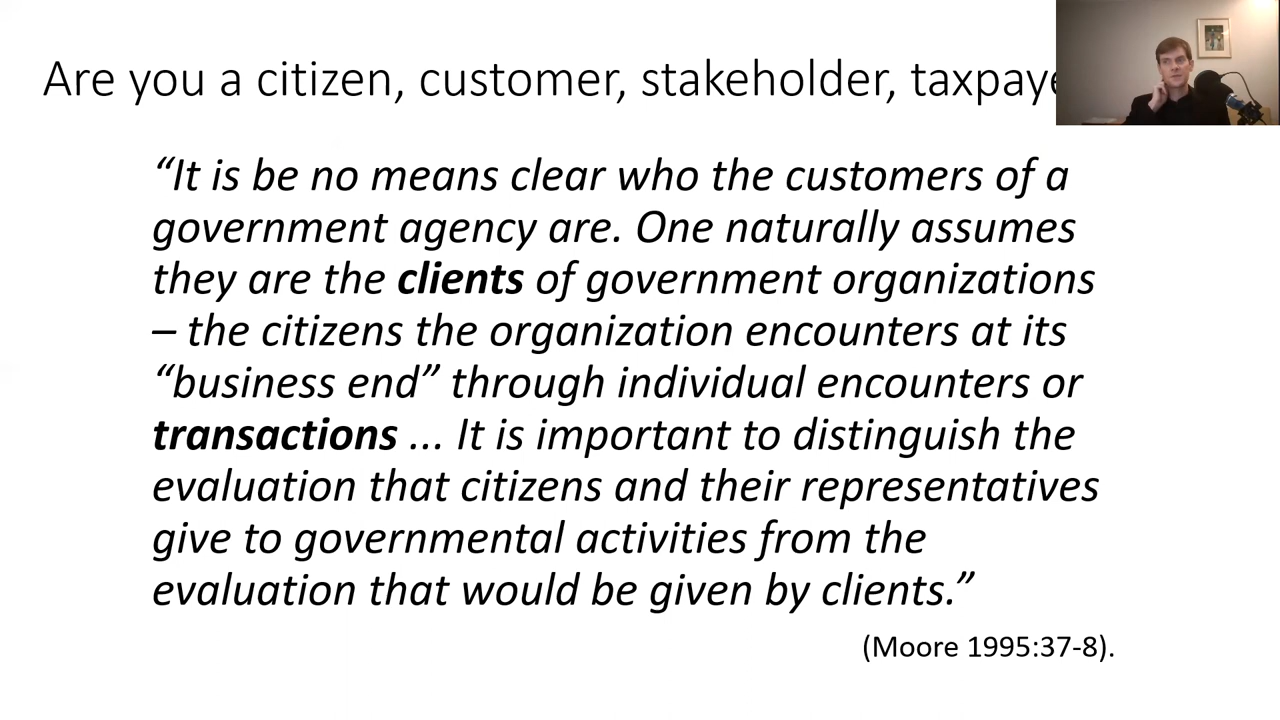 Are you a citizen, customer, stakeholder, taxpaye
“It is be no means clear who the customers of a
government agency are. One naturally assumes
they are the clients of government organizations
– the citizens the organization encounters at its
“business end” through individual encounters or
transactions ... It is important to distinguish the
evaluation that citizens and their representatives
give to governmental activities from the
evaluation that would be given by clients.”
(Moore 1995:37-8).